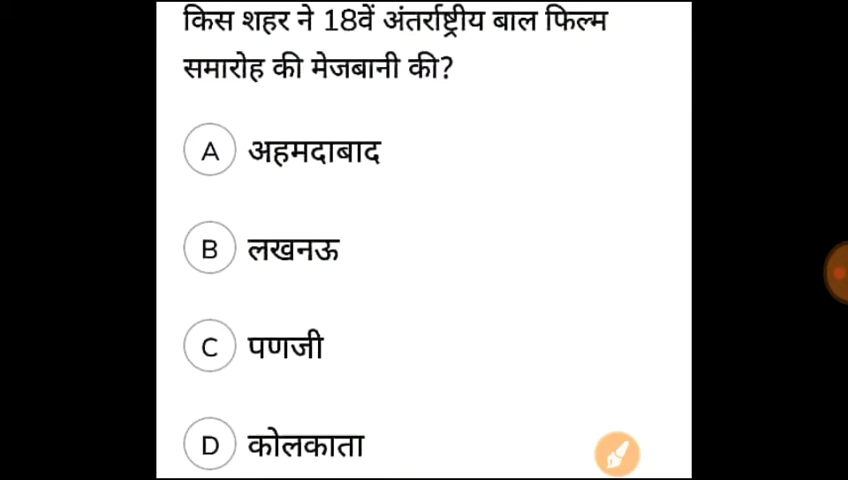 किस शहर ने 18वें अंतर्राष्ट्रीय बाल फिल्म
समारोह की मेजबानी की?
A अहमदाबाद
B लखनऊ
C पणजी
D कोलकाता